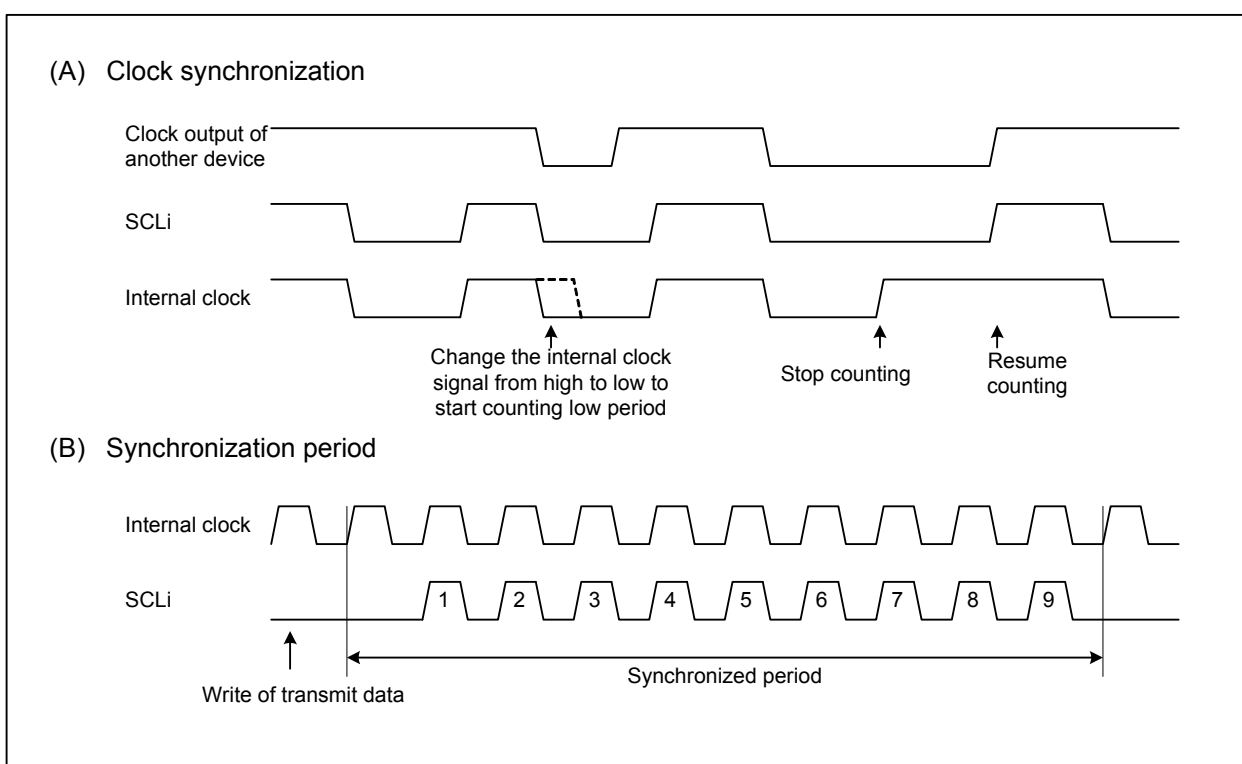 (A) Clock synchronization
Clock output of
another device
SCLi
Internal clock
Change the internal clock
signal from high to low to
start counting low period
Stop counting
Resume
counting
(B) Synchronization period
Internal clock
SCLi
1 2 3 4 5 6 7 8 9
Synchronized period
Write of transmit data